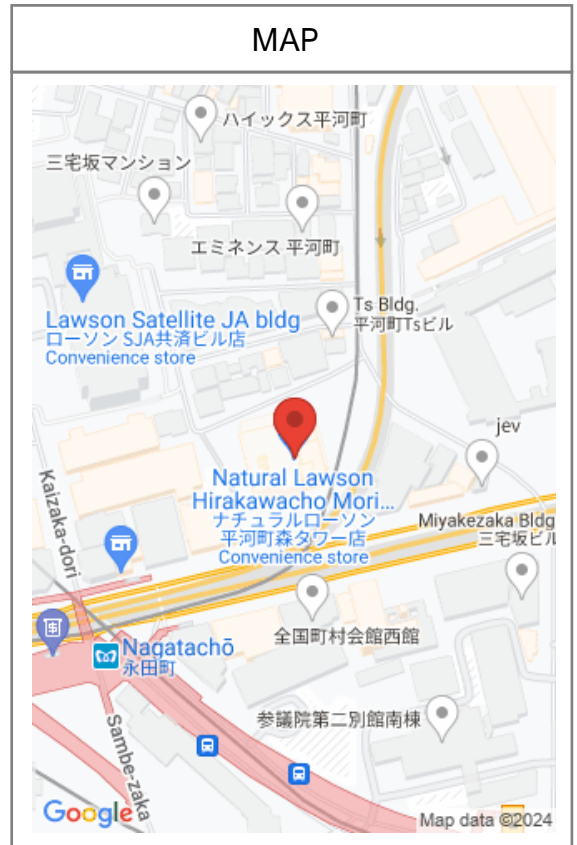 MAP
ハイックス平河町
三宅坂マンション
エミネンス 平河町
Ts Bldg.
平河町Tsビル
Lawson Satellite JA bldg
ローソン SJA共済ビル店
Convenience store
jev
Natural Lawson
Hirakawacho Mori...
ナチュラルローソン
平河町森タワー店
Convenience store
Kaizaka-dori
Miyakezaka Bldg
三宅坂ビル
全国町村会館西館
Nagatachō
永田町
参議院第二別館南棟
Sambe-zaka
Google
Map data ©2024